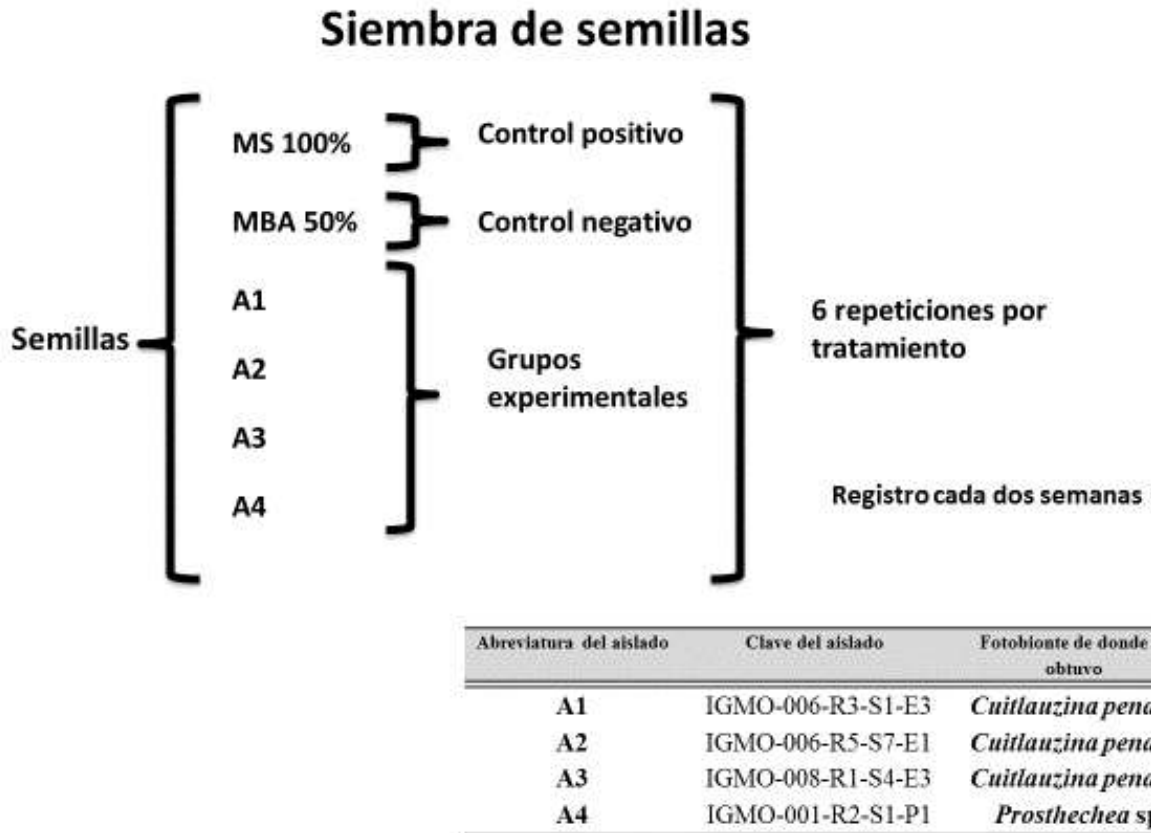 Siembra de semillas
MS 100%
Control positivo
MBA 50%
Control negativo
A1
Semillas
A2
A3
A4
Grupos
experimentales
6 repeticiones por
tratamiento
Registro cada dos semanas
Abreviatura del aislado Clave del aislado Fotobionte de donde
obtuvo
A1 IGMO-006-R3-S1-E3 Cuitlauzina
A2 IGMO-006-R5-S7-E1 Cuitlauzina
A3 IGMO-008-R1-S4-E3 Cuitlauzina
A4 IGMO-001-R2-S1-P1 Prosthechea